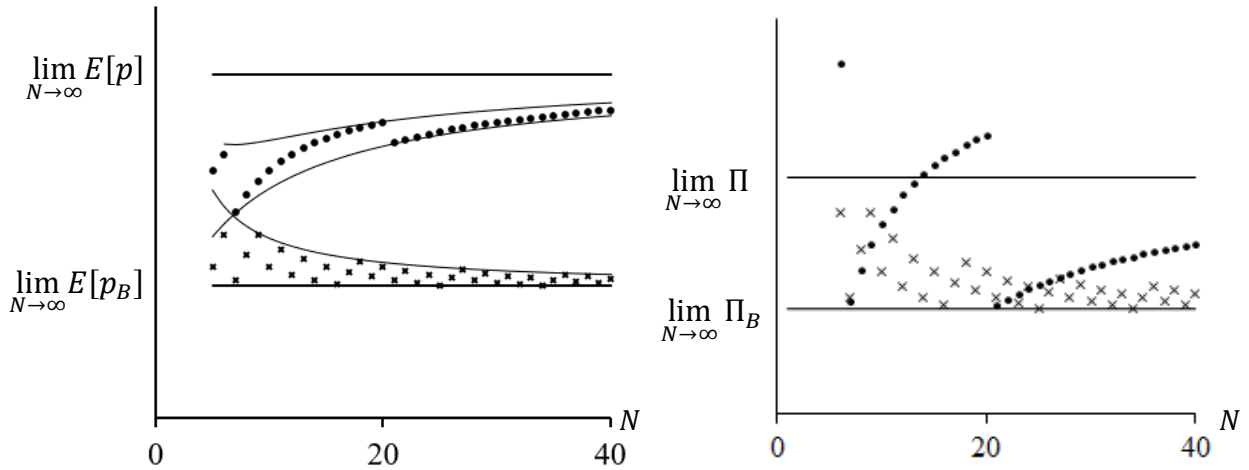 lim E[p]
N→∞
lim E[p_B]
N→∞
N
0
20
40
lim Π
N→∞
lim Π_B
N→∞
N
0
20
40